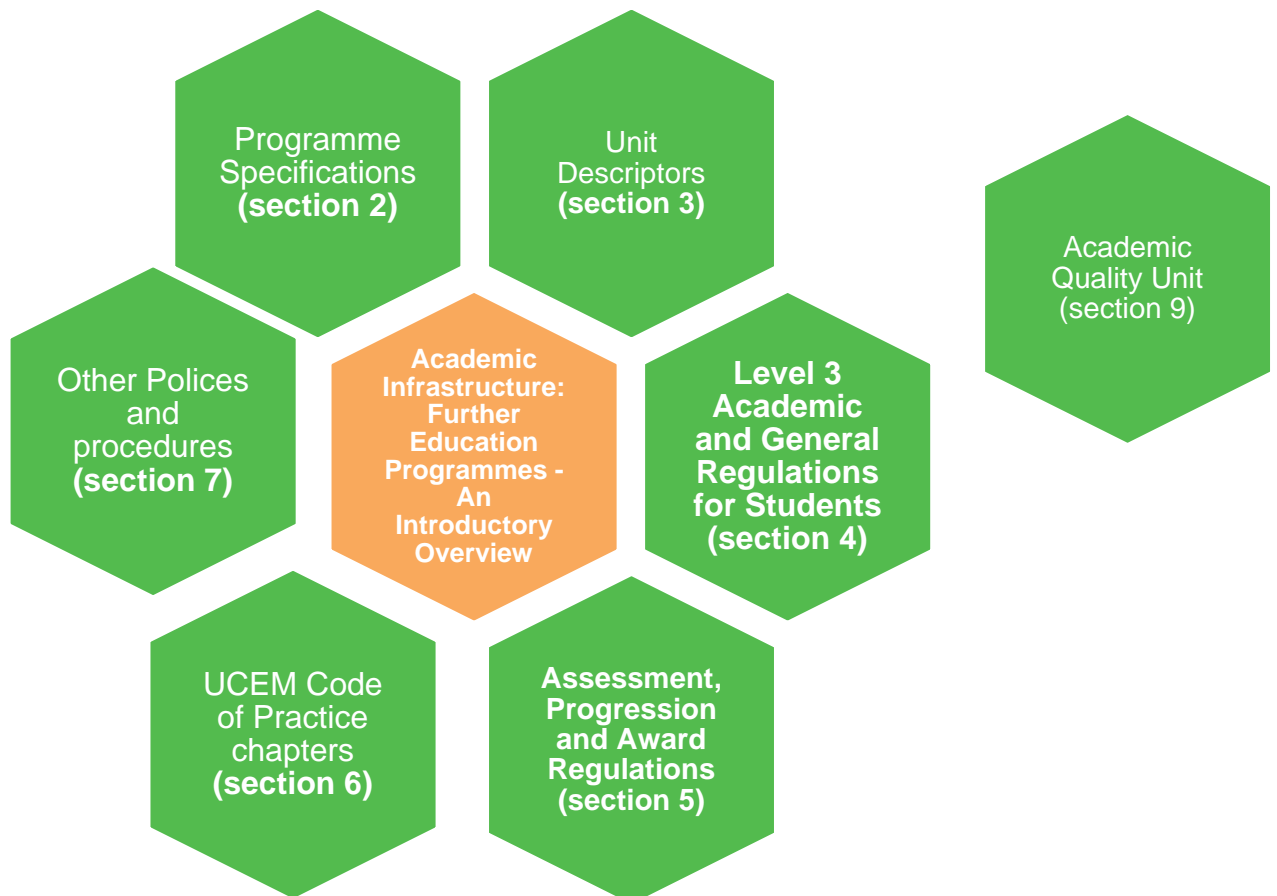 Programme
Specifications
(section 2)
Unit
Descriptors
(section 3)
Academic
Quality Unit
(section 9)
Other Polices
and
procedures
(section 7)
Academic
Infrastructure:
Further
Education
Programmes -
An
Introductory
Overview
Level 3
Academic
and General
Regulations
for Students
(section 4)
UCEM Code
of Practice
chapters
(section 6)
Assessment,
Progression
and Award
Regulations
(section 5)